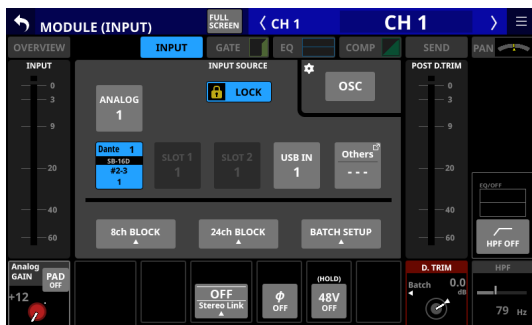 MODULE (INPUT)
FULL
SCREEN
CH 1
CH 1
OVERVIEW
INPUT
GATE
EQ
COMP
SEND
PAN
INPUT
INPUT SOURCE
POST D.TRIM
LOCK
OSC
0
3
9
20
40
60
0
3
9
20
40
60
ANALOG
1
Dante 1
SB-16D
#2-3
1
SLOT 1
1
SLOT 2
1
USB IN
1
Others
---
EQ/OFF
HPF OFF
8ch BLOCK
24ch BLOCK
BATCH SETUP
Analog
GAIN
PAD
OFF
+12
OFF
Stereo Link
Φ
OFF
(HOLD)
48V
OFF
D. TRIM
Batch 0.0
dB
HPF
79 Hz